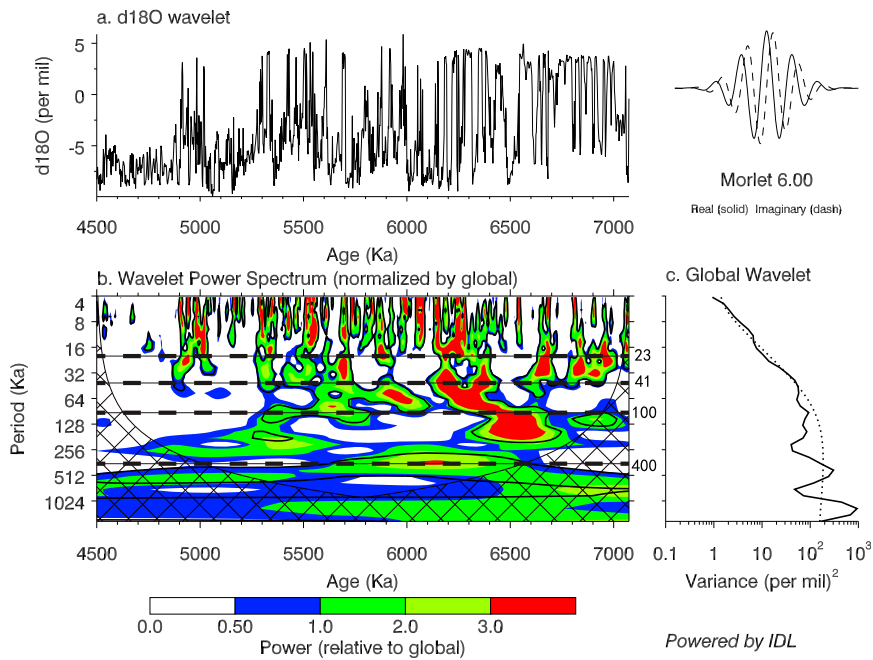 a. d18O wavelet
d18O (per mil)
5
0
-5
4500 5000 5500 6000 6500 7000
Age (Ka)
Morlet 6.00
Real (solid) Imaginary (dash)
b. Wavelet Power Spectrum (normalized by global)
Period (Ka)
4
8
16
32
64
128
256
512
1024
23
41
100
400
4500 5000 5500 6000 6500 7000
Age (Ka)
c. Global Wavelet
0.1 1 10 10² 10³
Variance (per mil)²
0.0 0.50 1.0 2.0 3.0
Power (relative to global)
Powered by IDL